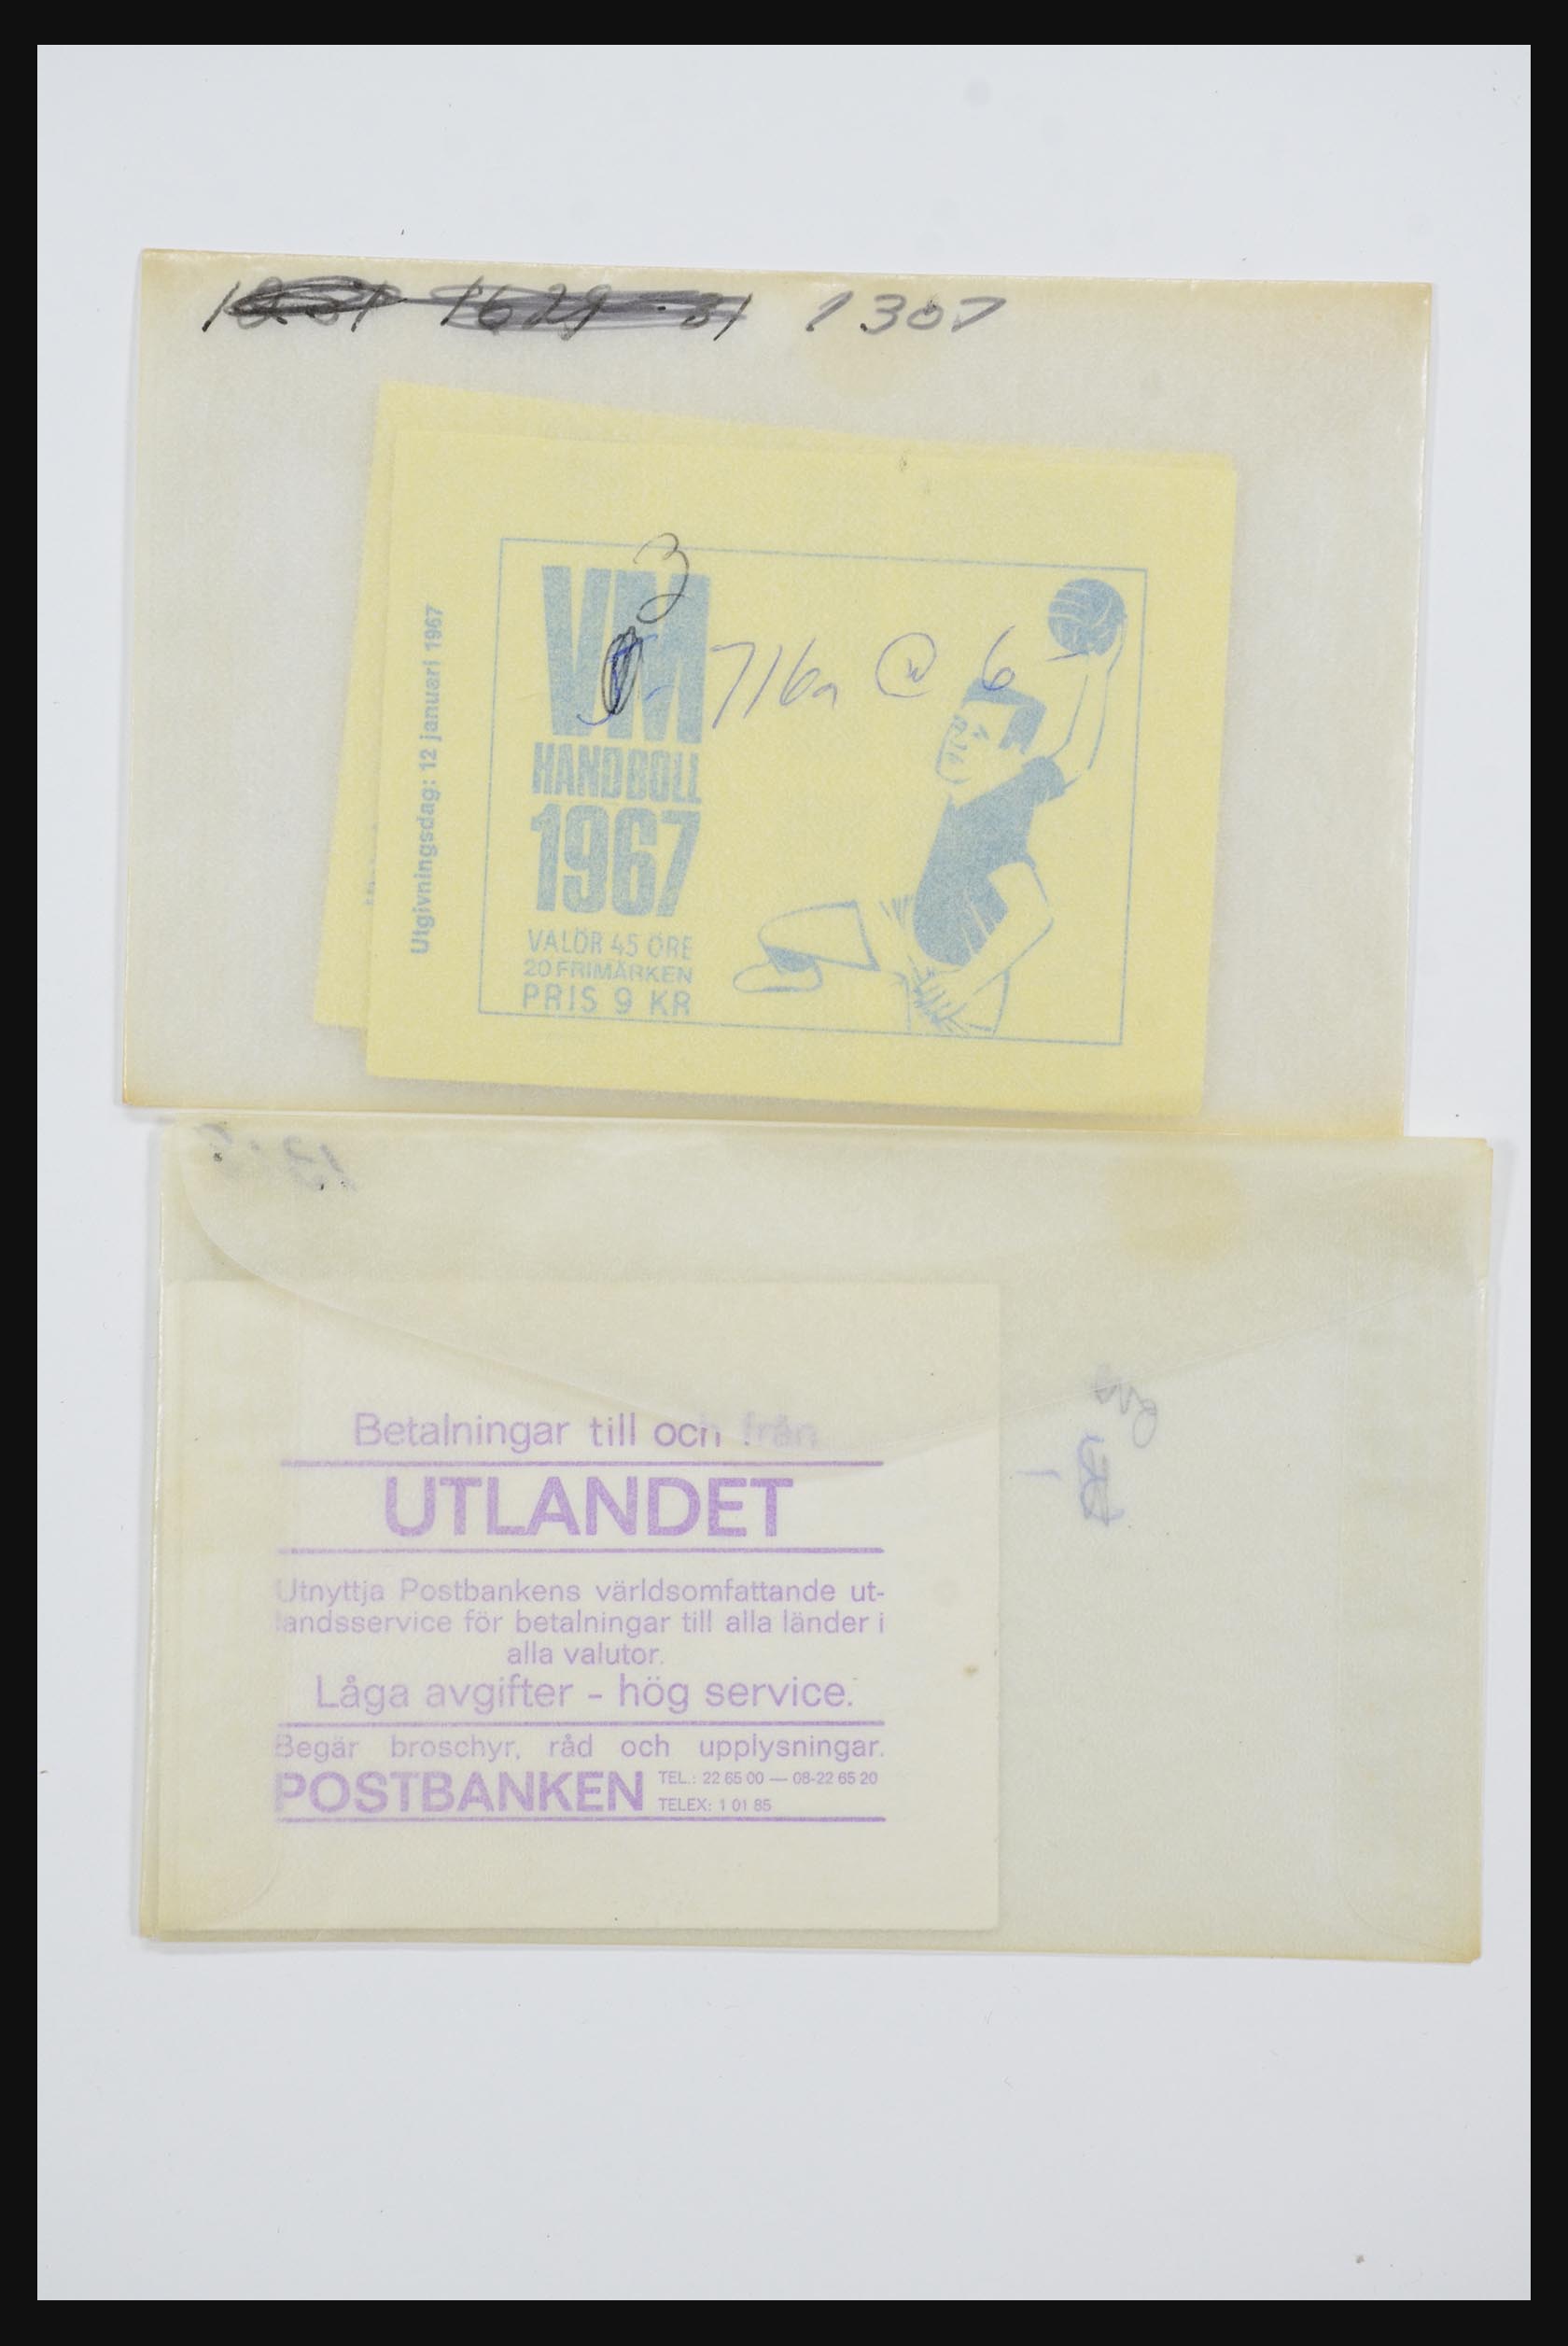 1307
3
716a @ 6
Utgivningsdag: 12 januari 1967
VM
HANDBOLL
1967
VALÖR 45 ÖRE
20 FRIMÄRKEN
PRIS 9 KR
Betalningar till och från
UTLANDET
Utnyttja Postbankens världsomfattande ut-
landsservice för betalningar till alla länder i
alla valutor.
Låga avgifter - hög service.
Begär broschyr, råd och upplysningar.
POSTBANKEN TEL.: 22 65 00 — 08-22 65 20
TELEX: 1 01 85